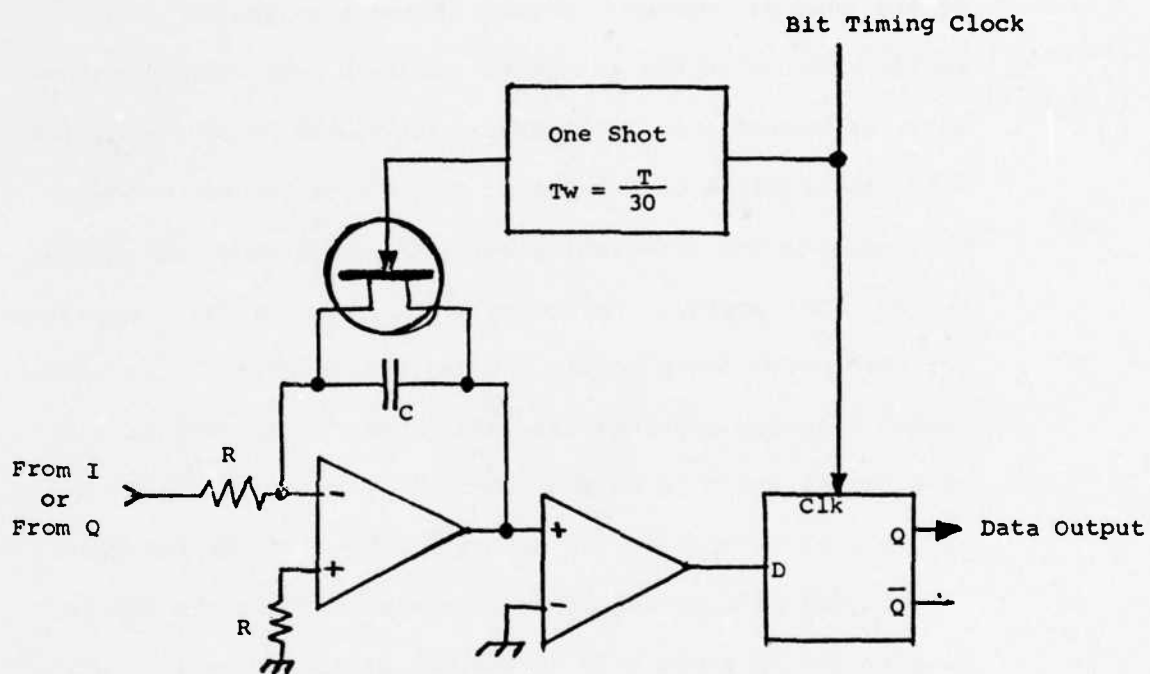 Bit Timing Clock
One Shot
Tw = T/30
C
R
From I
or
From Q
-
+
R
+
-
Clk
D
Q
Q̅
Data Output